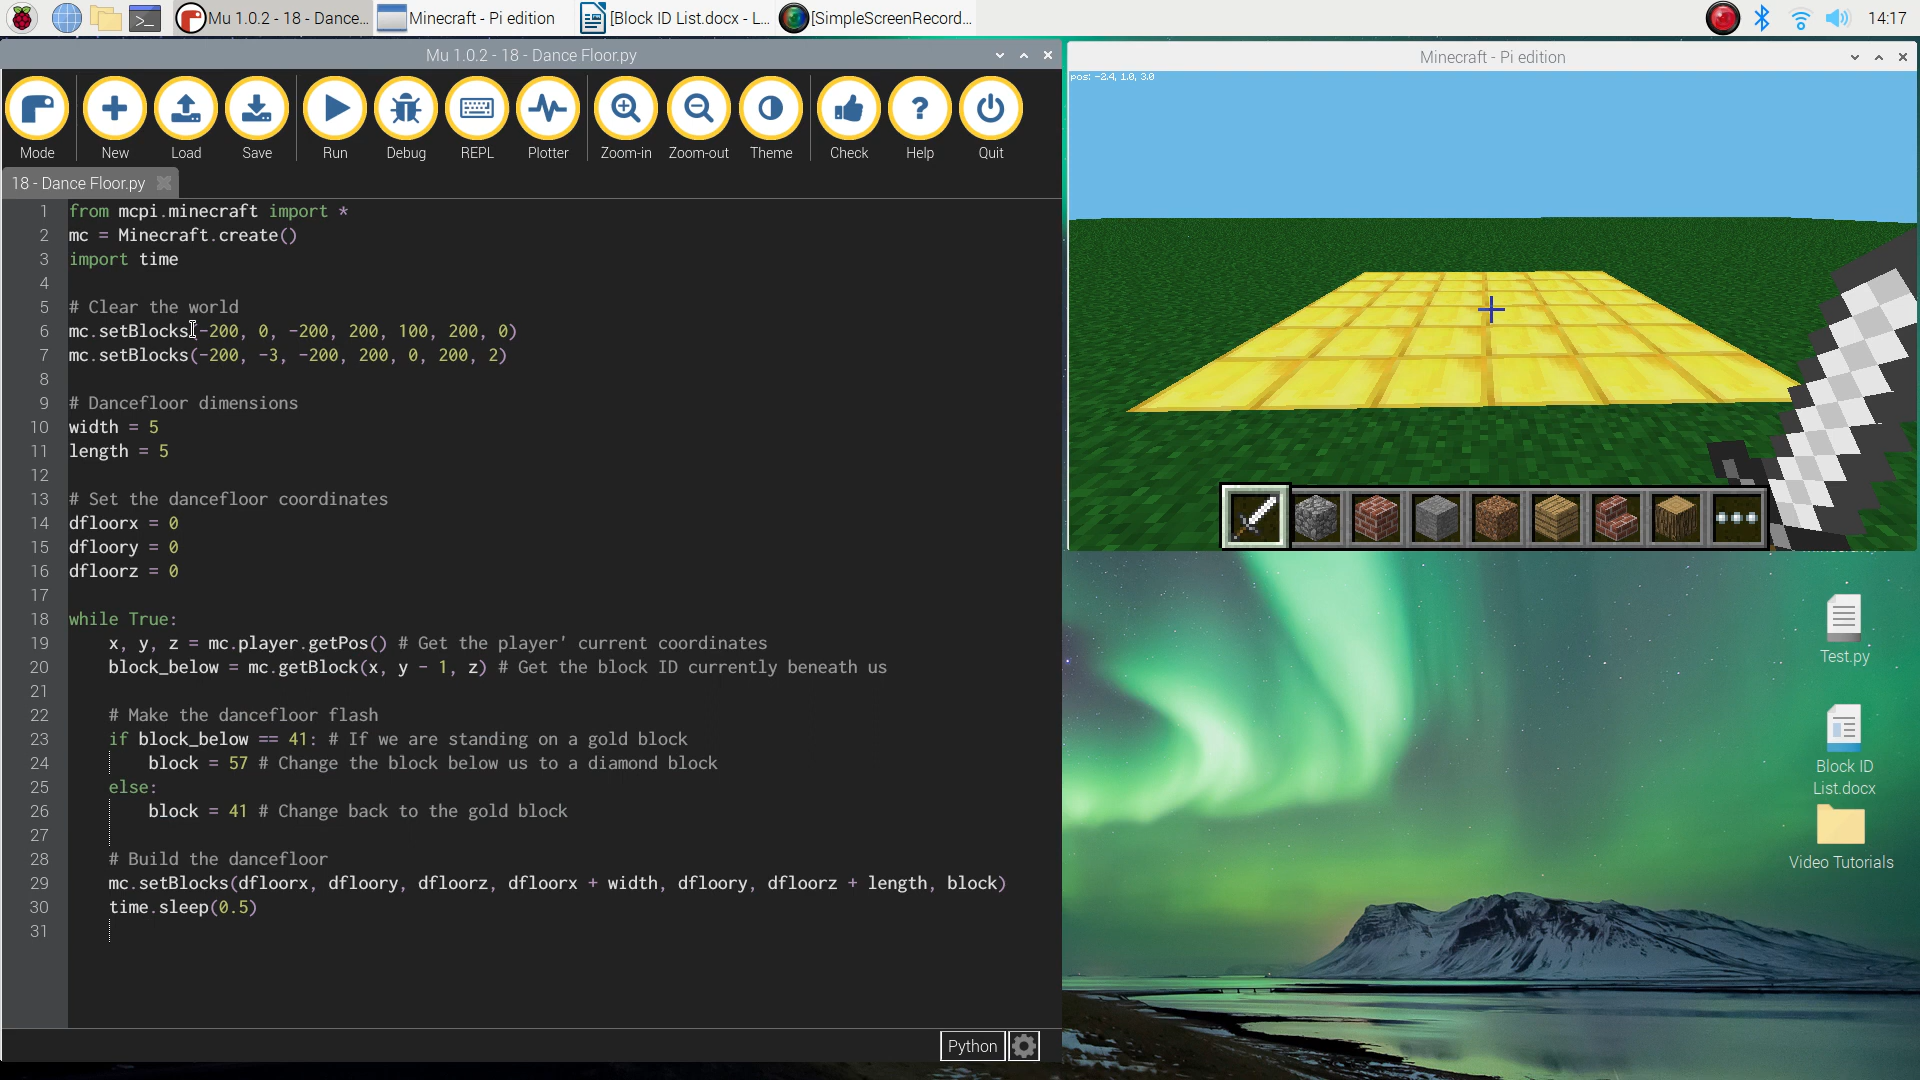 Mu 1.0.2 - 18 - Dance...
Minecraft - Pi edition
[Block ID List.docx - L...
[SimpleScreenRecord...
14:17
Mu 1.0.2 - 18 - Dance Floor.py
Mode
New
Load
Save
Run
Debug
REPL
Plotter
Zoom-in
Zoom-out
Theme
Check
Help
Quit
18 - Dance Floor.py
1 from mcpi.minecraft import *
2 mc = Minecraft.create()
3 import time
4
5 # Clear the world
6 mc.setBlocks(-200, 0, -200, 200, 100, 200, 0)
7 mc.setBlocks(-200, -3, -200, 200, 0, 200, 2)
8
9 # Dancefloor dimensions
10 width = 5
11 length = 5
12
13 # Set the dancefloor coordinates
14 dfloorx = 0
15 dfloory = 0
16 dfloorz = 0
17
18 while True:
19 x, y, z = mc.player.getPos() # Get the player' current coordinates
20 block_below = mc.getBlock(x, y - 1, z) # Get the block ID currently beneath us
21
22 # Make the dancefloor flash
23 if block_below == 41: # If we are standing on a gold block
24 block = 57 # Change the block below us to a diamond block
25 else:
26 block = 41 # Change back to the gold block
27
28 # Build the dancefloor
29 mc.setBlocks(dfloorx, dfloory, dfloorz, dfloorx + width, dfloory, dfloorz + length, block)
30 time.sleep(0.5)
31
Python
Minecraft - Pi edition
pos: -2.4, 1.0, 3.0
Test.py
Block ID
List.docx
Video Tutorials